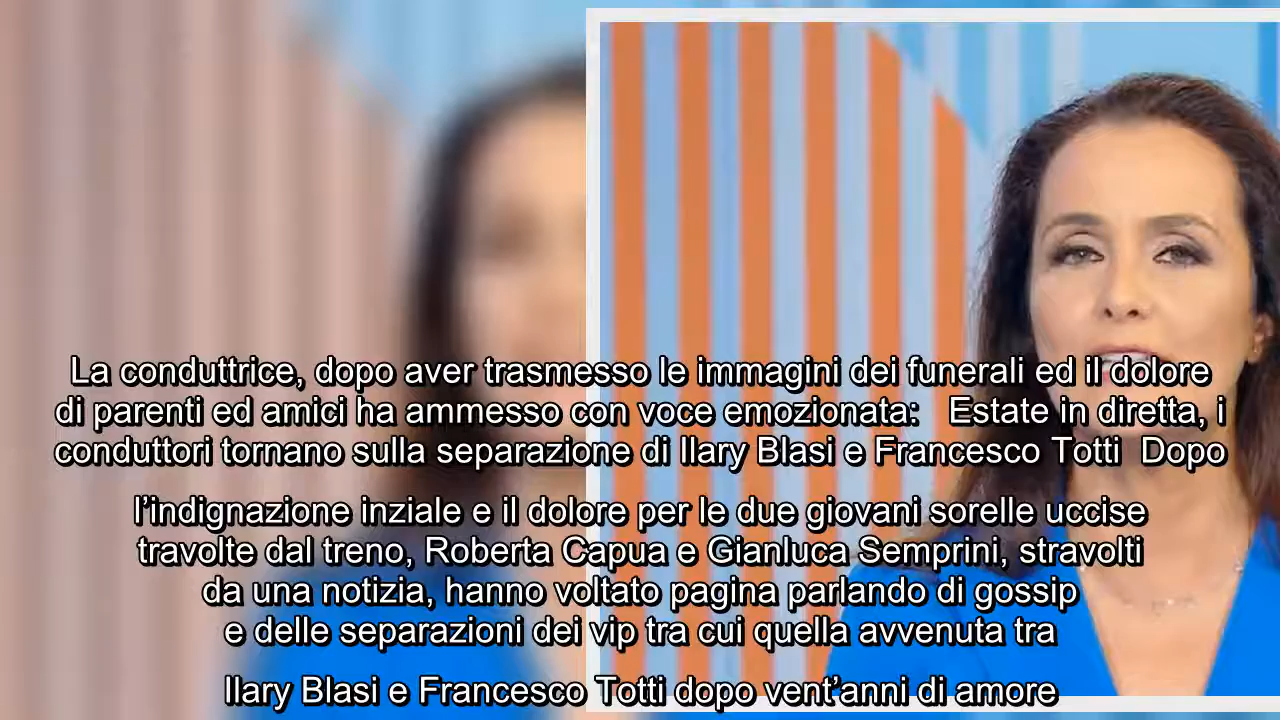 La conduttrice, dopo aver trasmesso le immagini dei funerali ed il dolore
di parenti ed amici ha ammesso con voce emozionata:   Estate in diretta, i
conduttori tornano sulla separazione di Ilary Blasi e Francesco Totti  Dopo
l’indignazione inziale e il dolore per le due giovani sorelle uccise
travolte dal treno, Roberta Capua e Gianluca Semprini, stravolti
da una notizia, hanno voltato pagina parlando di gossip
e delle separazioni dei vip tra cui quella avvenuta tra
Ilary Blasi e Francesco Totti dopo vent’anni di amore